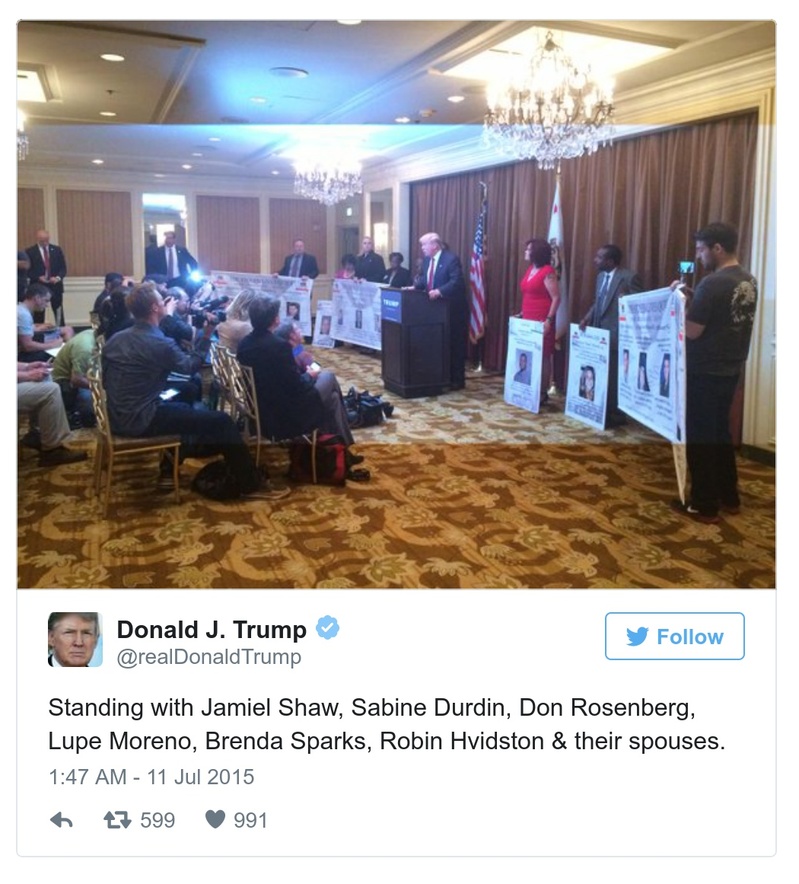 TRUMP
Donald J. Trump
@realDonaldTrump
Follow
Standing with Jamiel Shaw, Sabine Durdin, Don Rosenberg,
Lupe Moreno, Brenda Sparks, Robin Hvidston & their spouses.
1:47 AM - 11 Jul 2015
599
991